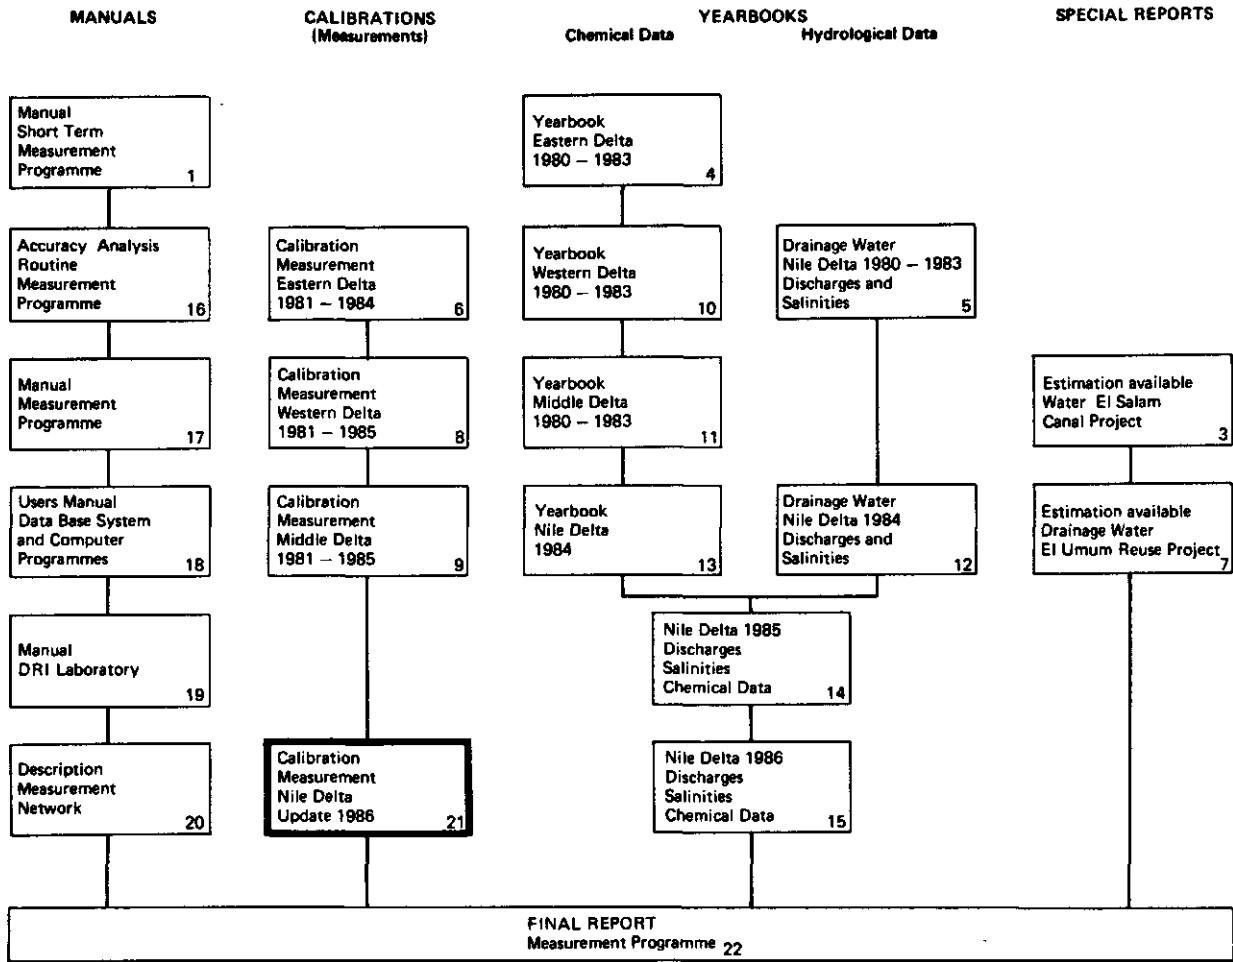 MANUALS
CALIBRATIONS
(Measurements)
YEARBOOKS
Chemical Data
Hydrological Data
SPECIAL REPORTS
Manual
Short Term
Measurement
Programme
1
Accuracy Analysis
Routine
Measurement
Programme
16
Manual
Measurement
Programme
17
Users Manual
Data Base System
and Computer
Programmes
18
Manual
DRI Laboratory
19
Description
Measurement
Network
20
Calibration
Measurement
Eastern Delta
1981 – 1984
6
Calibration
Measurement
Western Delta
1981 – 1985
8
Calibration
Measurement
Middle Delta
1981 – 1985
9
Calibration
Measurement
Nile Delta
Update 1986
21
Yearbook
Eastern Delta
1980 – 1983
4
Yearbook
Western Delta
1980 – 1983
10
Yearbook
Middle Delta
1980 – 1983
11
Yearbook
Nile Delta
1984
13
Drainage Water
Nile Delta 1980 – 1983
Discharges and
Salinities
5
Drainage Water
Nile Delta 1984
Discharges and
Salinities
12
Nile Delta 1985
Discharges
Salinities
Chemical Data
14
Nile Delta 1986
Discharges
Salinities
Chemical Data
15
Estimation available
Water El Salam
Canal Project
3
Estimation available
Drainage Water
El Umum Reuse Project
7
FINAL REPORT
Measurement Programme 22